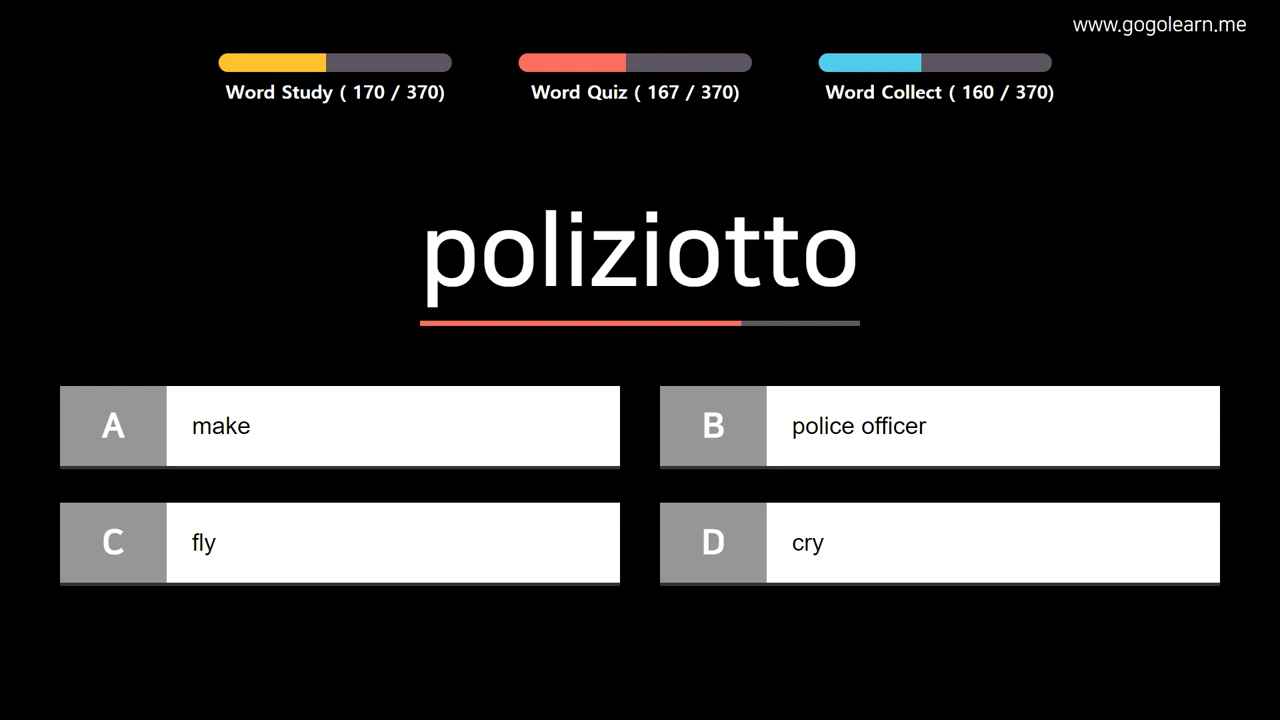 www.gogolearn.me
Word Study ( 170 / 370)
Word Quiz ( 167 / 370)
Word Collect ( 160 / 370)
poliziotto
A make
B police officer
C fly
D cry